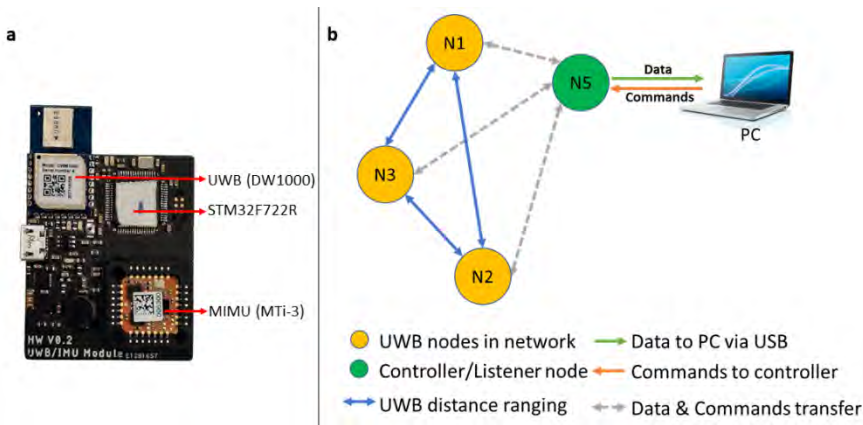 a
UWB (DW1000)
STM32F722R
MIMU (MTi-3)
HW V0.2
UWB/IMU Module
b
N1
N5
N3
N2
Data
Commands
PC
UWB nodes in network
Data to PC via USB
Controller/Listener node
Commands to controller
UWB distance ranging
Data & Commands transfer